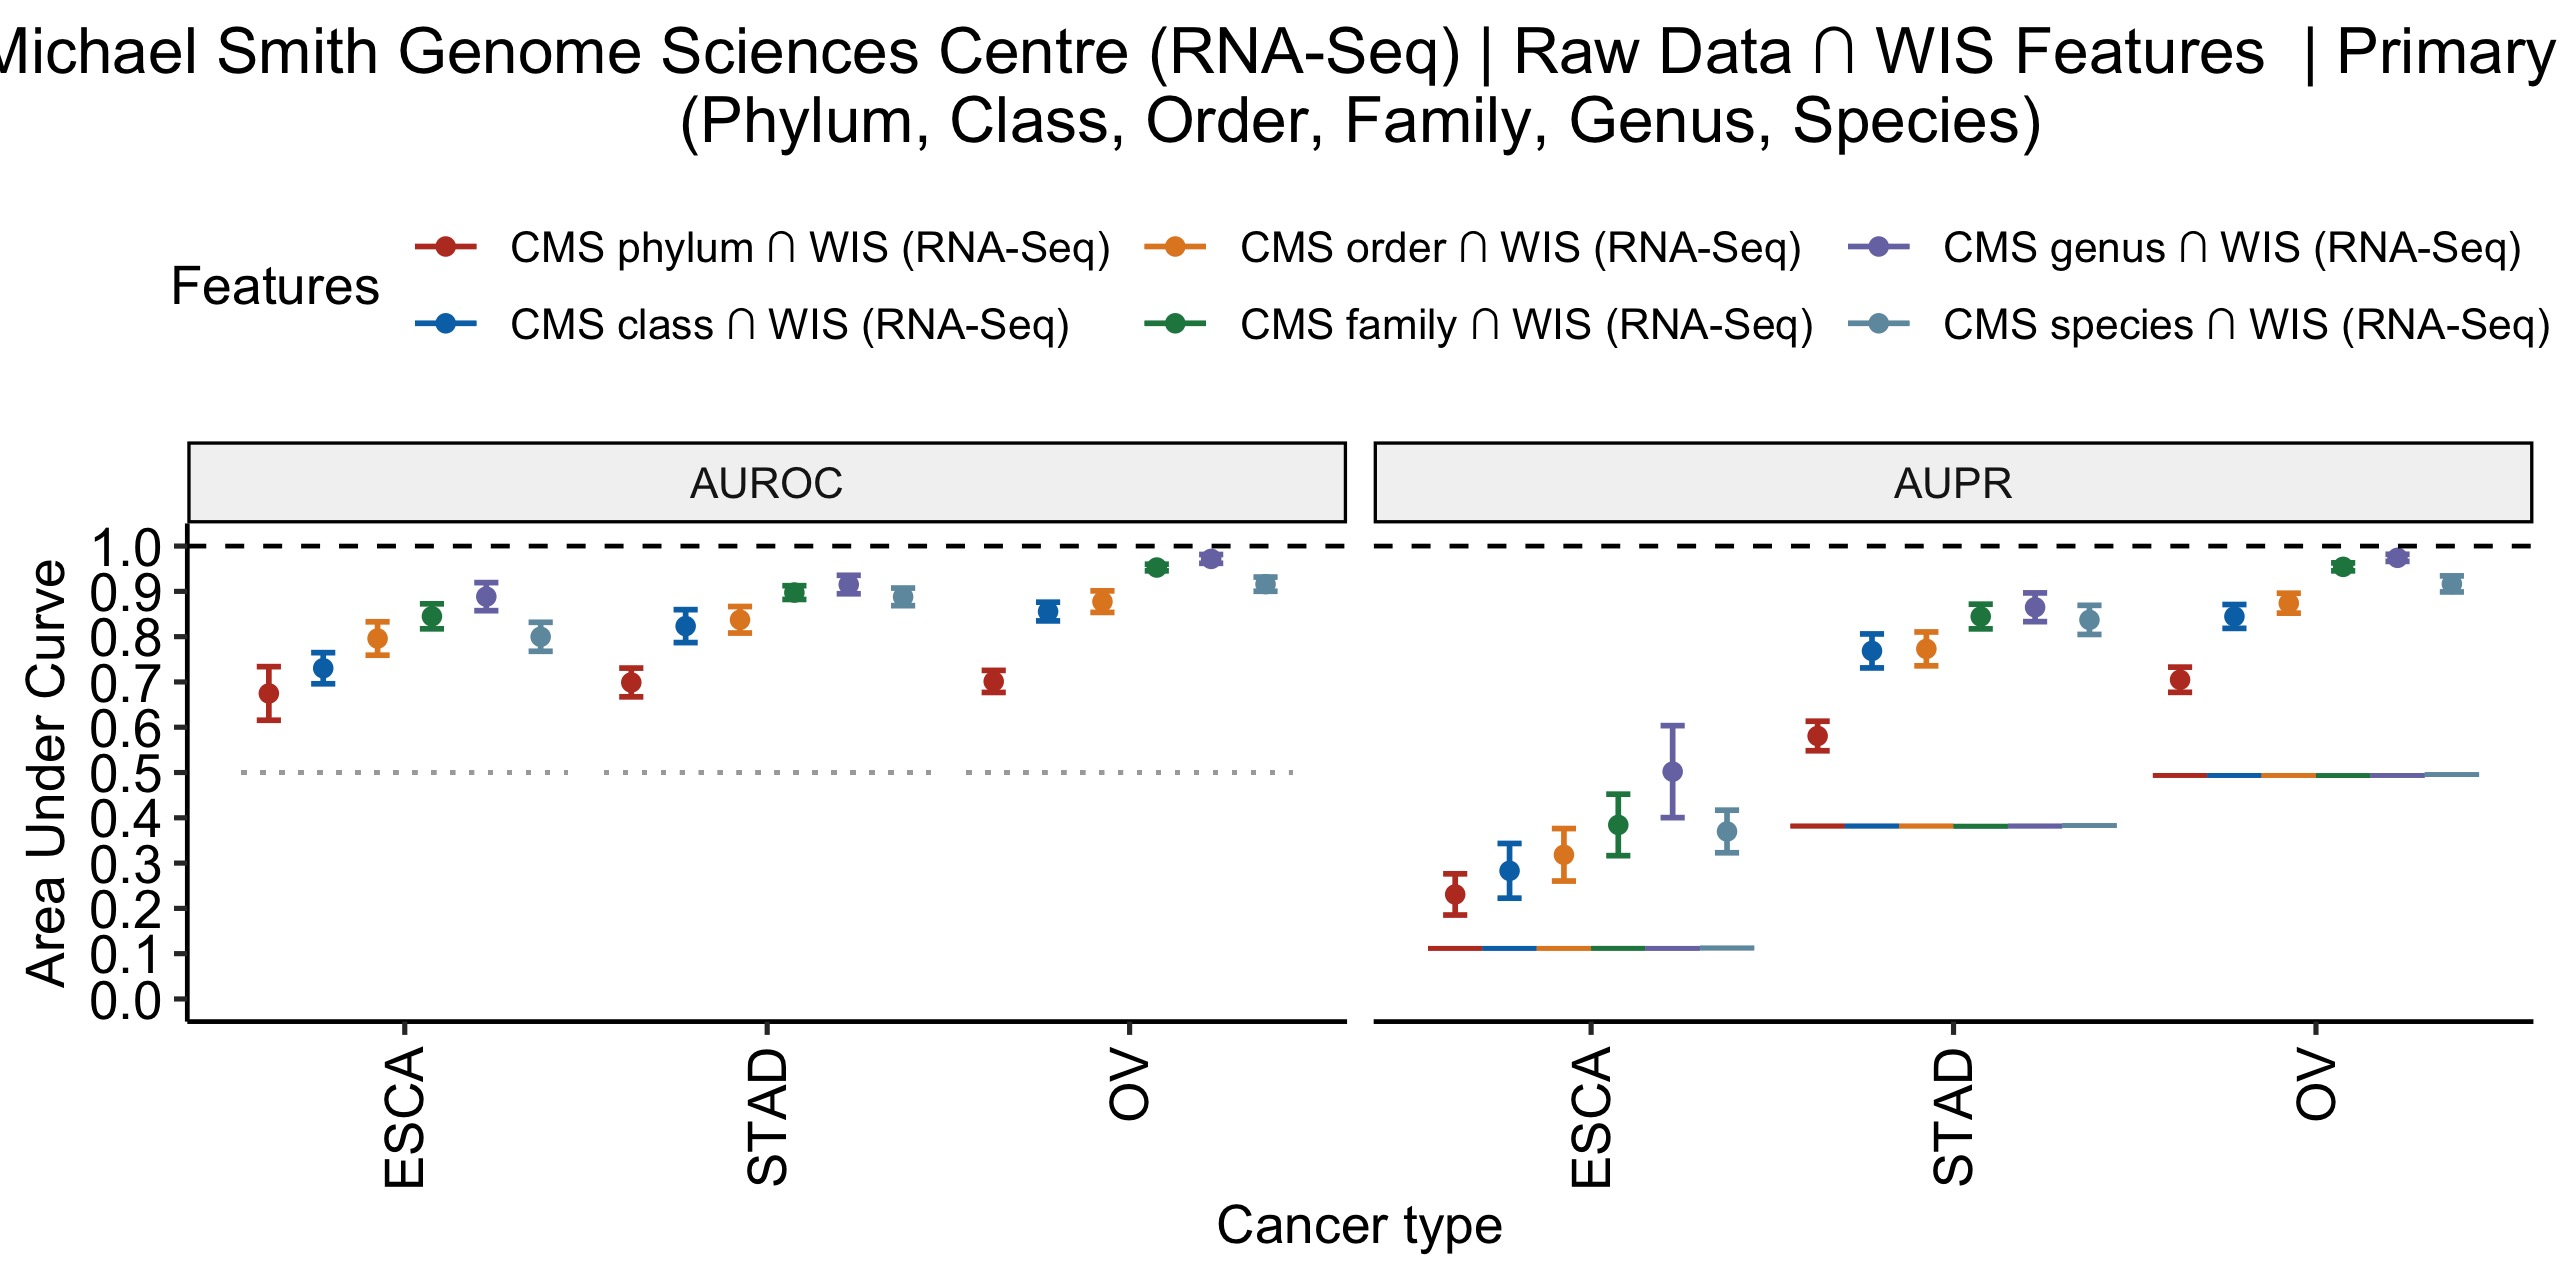 Michael Smith Genome Sciences Centre (RNA-Seq) | Raw Data ∩ WIS Features | Primary
(Phylum, Class, Order, Family, Genus, Species)
Features
CMS phylum ∩ WIS (RNA-Seq)
CMS order ∩ WIS (RNA-Seq)
CMS genus ∩ WIS (RNA-Seq)
CMS class ∩ WIS (RNA-Seq)
CMS family ∩ WIS (RNA-Seq)
CMS species ∩ WIS (RNA-Seq)
AUROC
AUPR
Area Under Curve
1.0
0.9
0.8
0.7
0.6
0.5
0.4
0.3
0.2
0.1
0.0
ESCA
STAD
OV
ESCA
STAD
OV
Cancer type